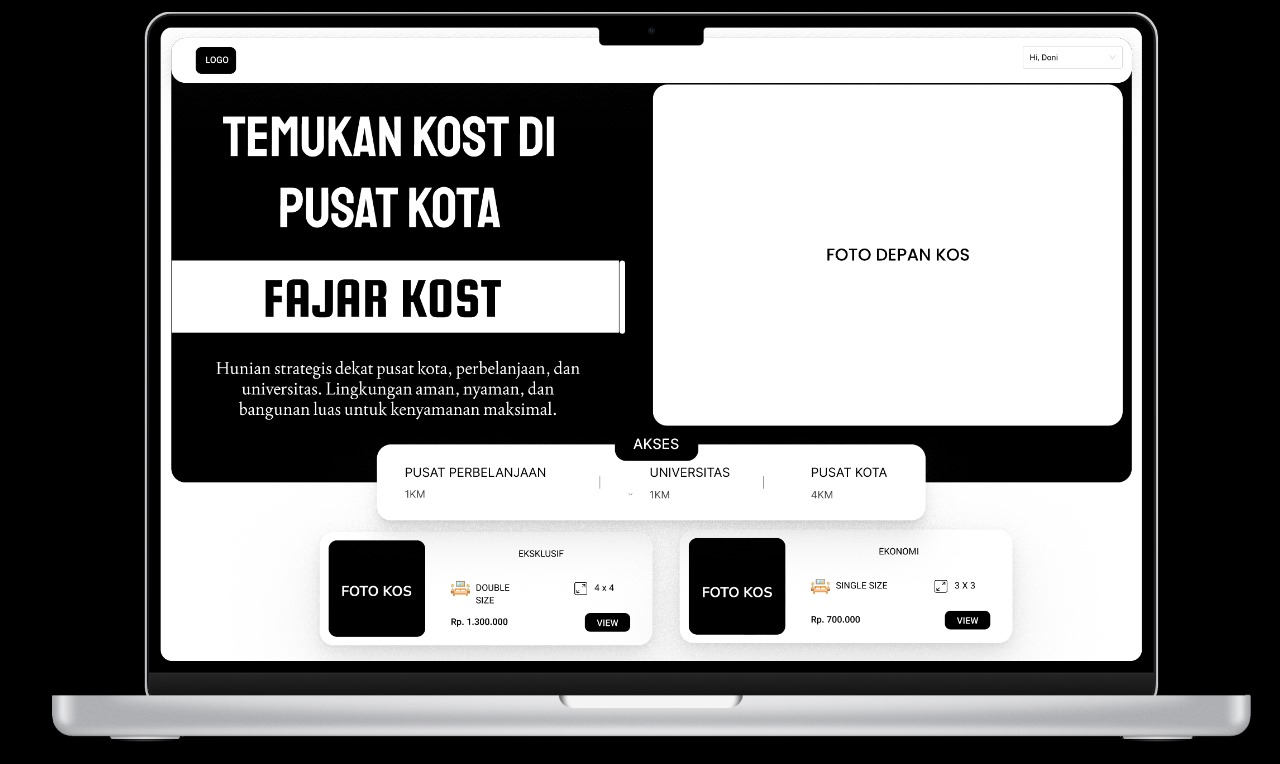 LOGO
Hi, Dani
TEMUKAN KOST DI
PUSAT KOTA
FAJAR KOST
FOTO DEPAN KOS
Hunian strategis dekat pusat kota, perbelanjaan, dan
universitas. Lingkungan aman, nyaman, dan
bangunan luas untuk kenyamanan maksimal.
AKSES
PUSAT PERBELANJAAN
1KM
UNIVERSITAS
1KM
PUSAT KOTA
4KM
FOTO KOS
EKSKLUSIF
DOUBLE
SIZE
4 x 4
Rp. 1.300.000
VIEW
FOTO KOS
EKONOMI
SINGLE SIZE
3 X 3
Rp. 700.000
VIEW